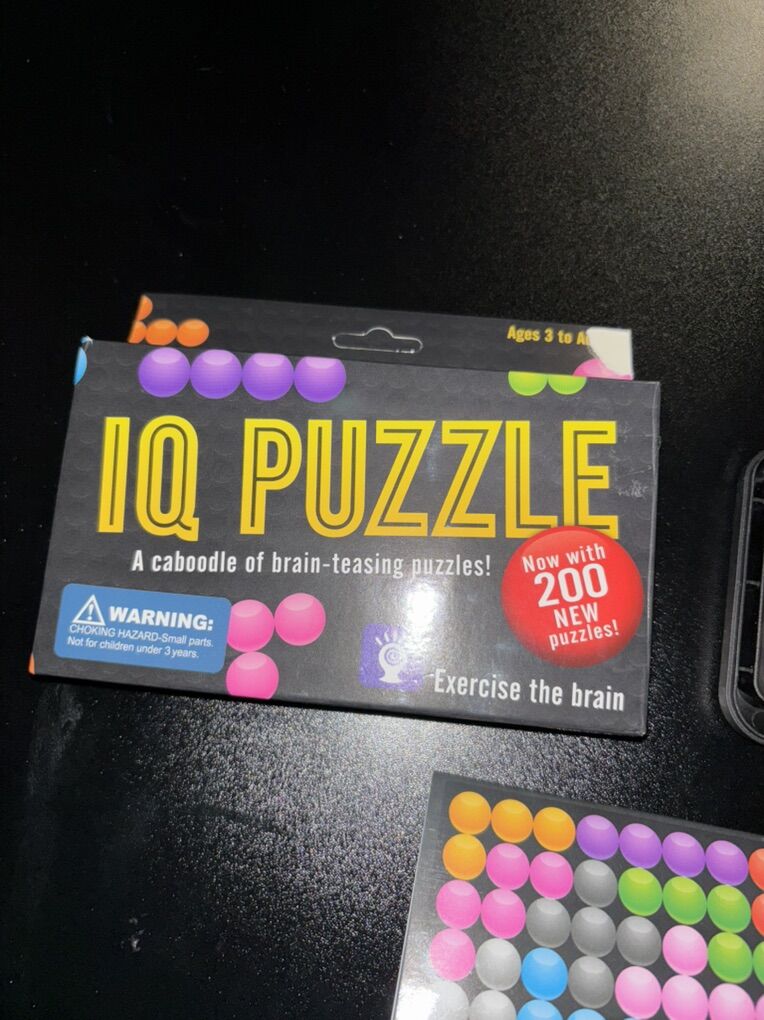 Ages 3 to
IQ PUZZLE
A caboodle of brain-teasing puzzles!
Now with
200
NEW
puzzles!
WARNING:
CHOKING HAZARD-Small parts.
Not for children under 3 years.
Exercise the brain